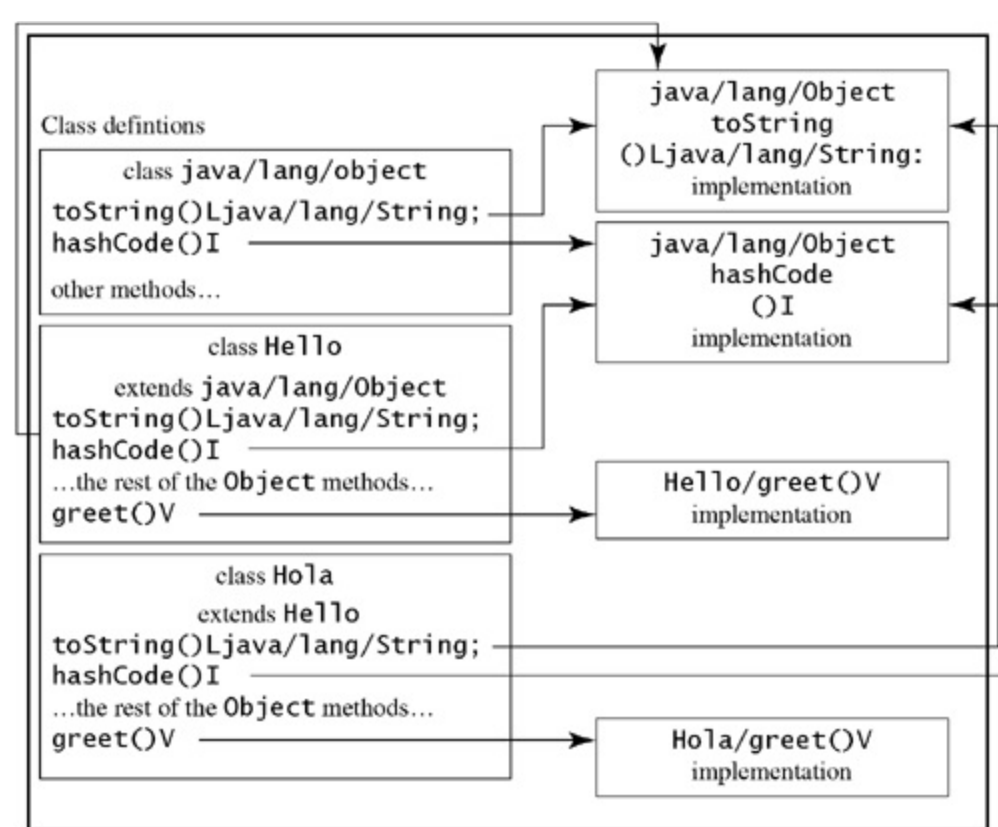 Class defintions
class java/lang/object
toString()Ljava/lang/String;
hashCode()I
other methods…
class Hello
extends java/lang/Object
toString()Ljava/lang/String;
hashCode()I
…the rest of the Object methods…
greet()V
class Hola
extends Hello
toString()Ljava/lang/String;
hashCode()I
…the rest of the Object methods…
greet()V
java/lang/Object
toString
()Ljava/lang/String:
implementation
java/lang/Object
hashCode
()I
implementation
Hello/greet()V
implementation
Hola/greet()V
implementation